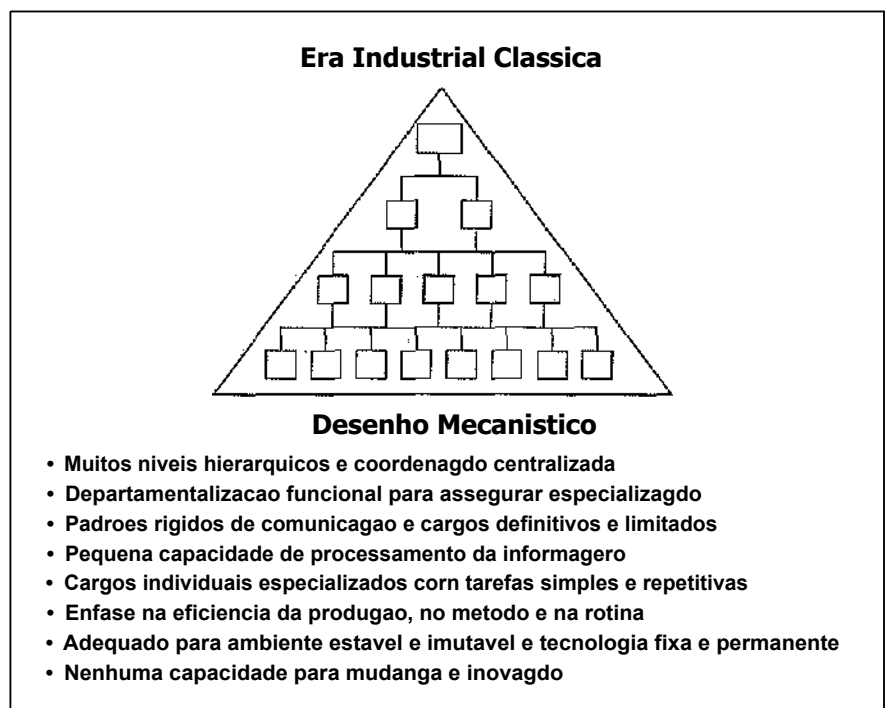 Era Industrial Classica
Desenho Mecanistico
• Muitos niveis hierarquicos e coordenagdo centralizada
• Departamentalizacao funcional para assegurar especializagdo
• Padroes rigidos de comunicagao e cargos definitivos e limitados
• Pequena capacidade de processamento da informagero
• Cargos individuais especializados corn tarefas simples e repetitivas
• Enfase na eficiencia da produgao, no metodo e na rotina
• Adequado para ambiente estavel e imutavel e tecnologia fixa e permanente
• Nenhuma capacidade para mudanga e inovagdo